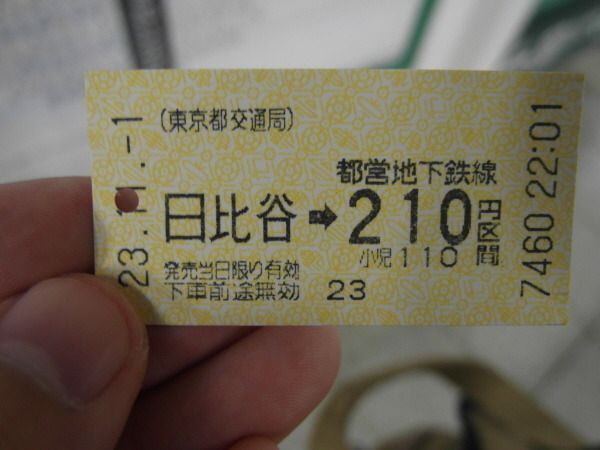 (東京都交通局)
都営地下鉄線
日比谷➡210円区間
小児110
発売当日限り有効
下車前途無効 23
23.11.-1
7460 22:01